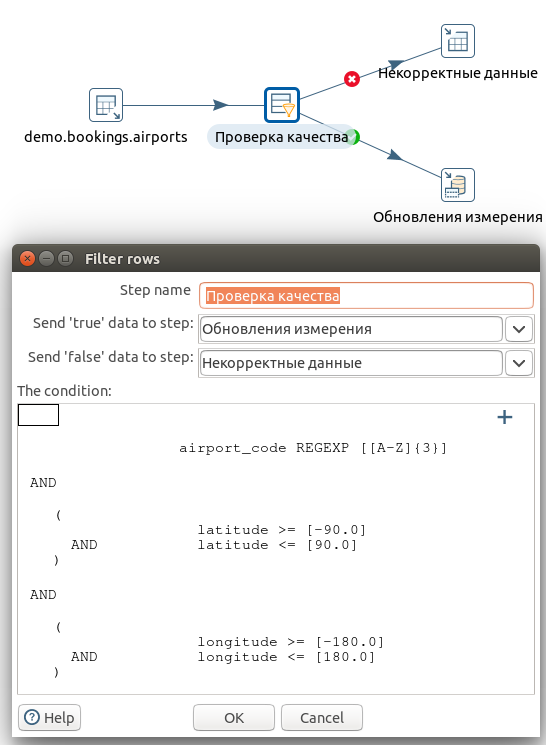 Некорректные данные
demo.bookings.airports
Проверка качества
Обновления измерения
Filter rows
Step name Проверка качества
Send 'true' data to step: Обновления измерения
Send 'false' data to step: Некорректные данные
The condition:
airport_code REGEXP [[A-Z]{3}]
AND
(
latitude >= [-90.0]
AND latitude <= [90.0]
)
AND
(
longitude >= [-180.0]
AND longitude <= [180.0]
)
Help OK Cancel